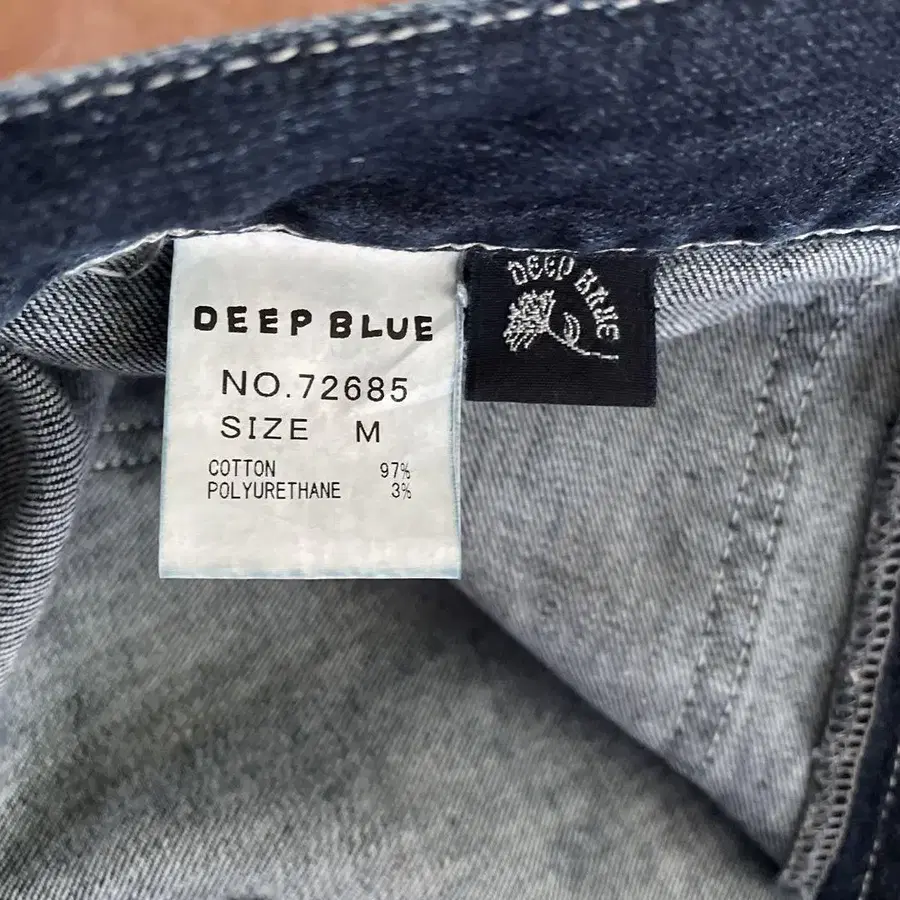 DEEP BLUE
NO.72685
SIZE M
COTTON 97%
POLYURETHANE 3%
DEEP BLUE